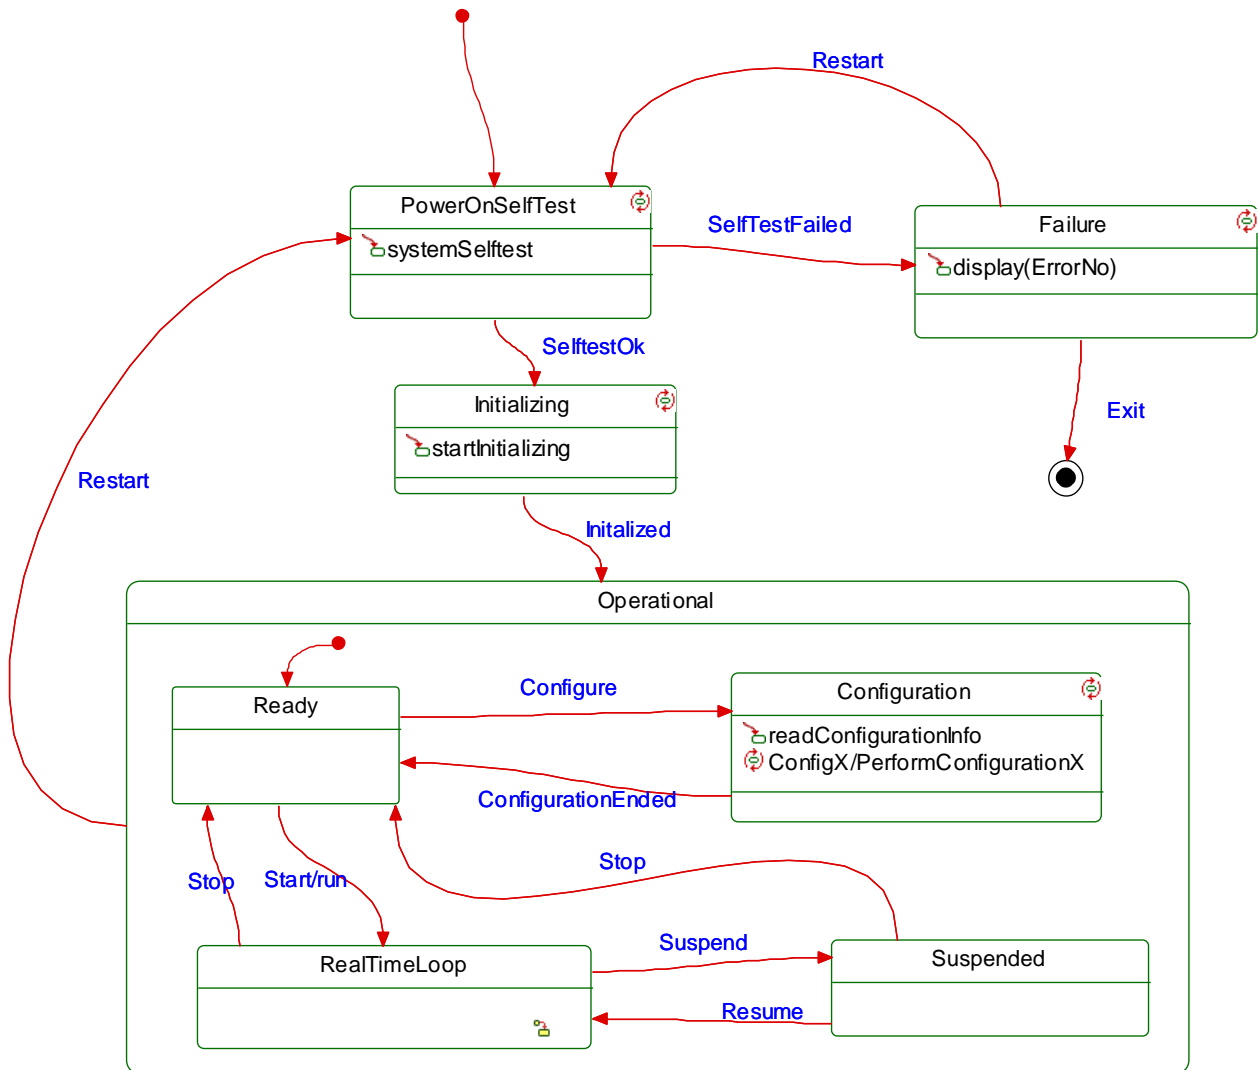 Restart
PowerOnSelfTest
systemSelftest
SelfTestFailed
Failure
display(ErrorNo)
SelftestOk
Initializing
startInitializing
Exit
Restart
Initalized
Operational
Ready
Configure
Configuration
readConfigurationInfo
ConfigX/PerformConfigurationX
ConfigurationEnded
Stop
Start/run
Stop
RealTimeLoop
Suspend
Suspended
Resume